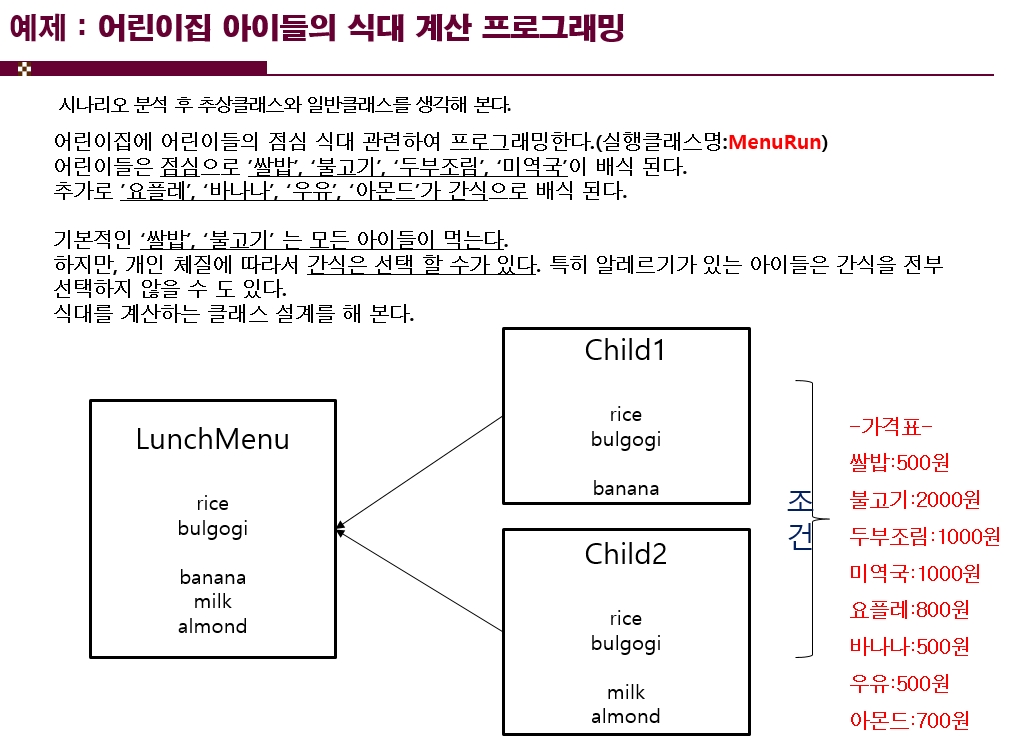 예제 : 어린이집 아이들의 식대 계산 프로그래밍
시나리오 분석 후 추상클래스와 일반클래스를 생각해 본다.
어린이집에 어린이들의 점심 식대 관련하여 프로그래밍한다.(실행클래스명:MenuRun)
어린이들은 점심으로 ‘쌀밥’, ‘불고기’, ‘두부조림’, ‘미역국’이 배식 된다.
추가로 ’요플레’, ‘바나나’, ‘우유’, ‘아몬드’가 간식으로 배식 된다.
기본적인 ‘쌀밥’, ‘불고기’ 는 모든 아이들이 먹는다.
하지만, 개인 체질에 따라서 간식은 선택 할 수가 있다. 특히 알레르기가 있는 아이들은 간식을 전부
선택하지 않을 수 도 있다.
식대를 계산하는 클래스 설계를 해 본다.
LunchMenu
rice
bulgogi
banana
milk
almond
Child1
rice
bulgogi
banana
Child2
rice
bulgogi
milk
almond
조
건
-가격표-
쌀밥:500원
불고기:2000원
두부조림:1000원
미역국:1000원
요플레:800원
바나나:500원
우유:500원
아몬드:700원